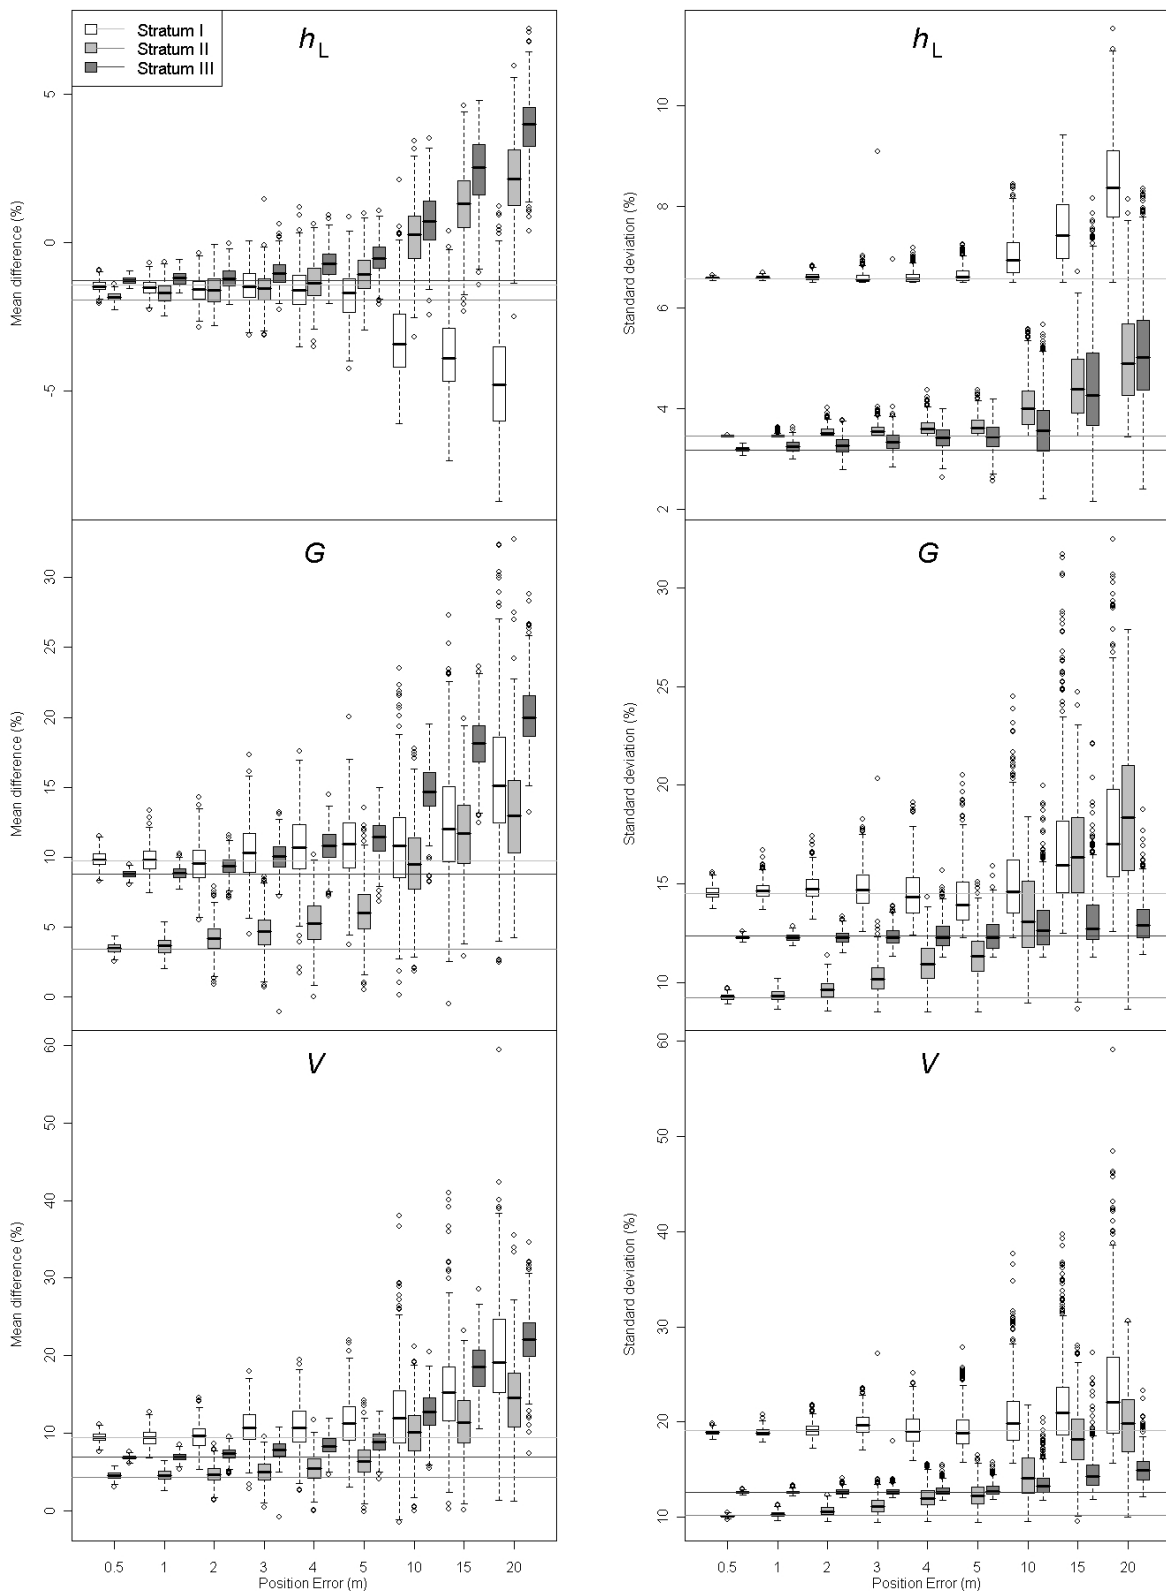 Stratum I
Stratum II
Stratum III
hL
Mean difference (%)
5
0
-5
hL
Standard deviation (%)
10
8
6
4
2
G
Mean difference (%)
30
25
20
15
10
5
0
G
Standard deviation (%)
30
25
20
15
10
V
Mean difference (%)
60
50
40
30
20
10
0
0.5 1 2 3 4 5 10 15 20
Position Error (m)
V
Standard deviation (%)
60
50
40
30
20
10
0.5 1 2 3 4 5 10 15 20
Position Error (m)